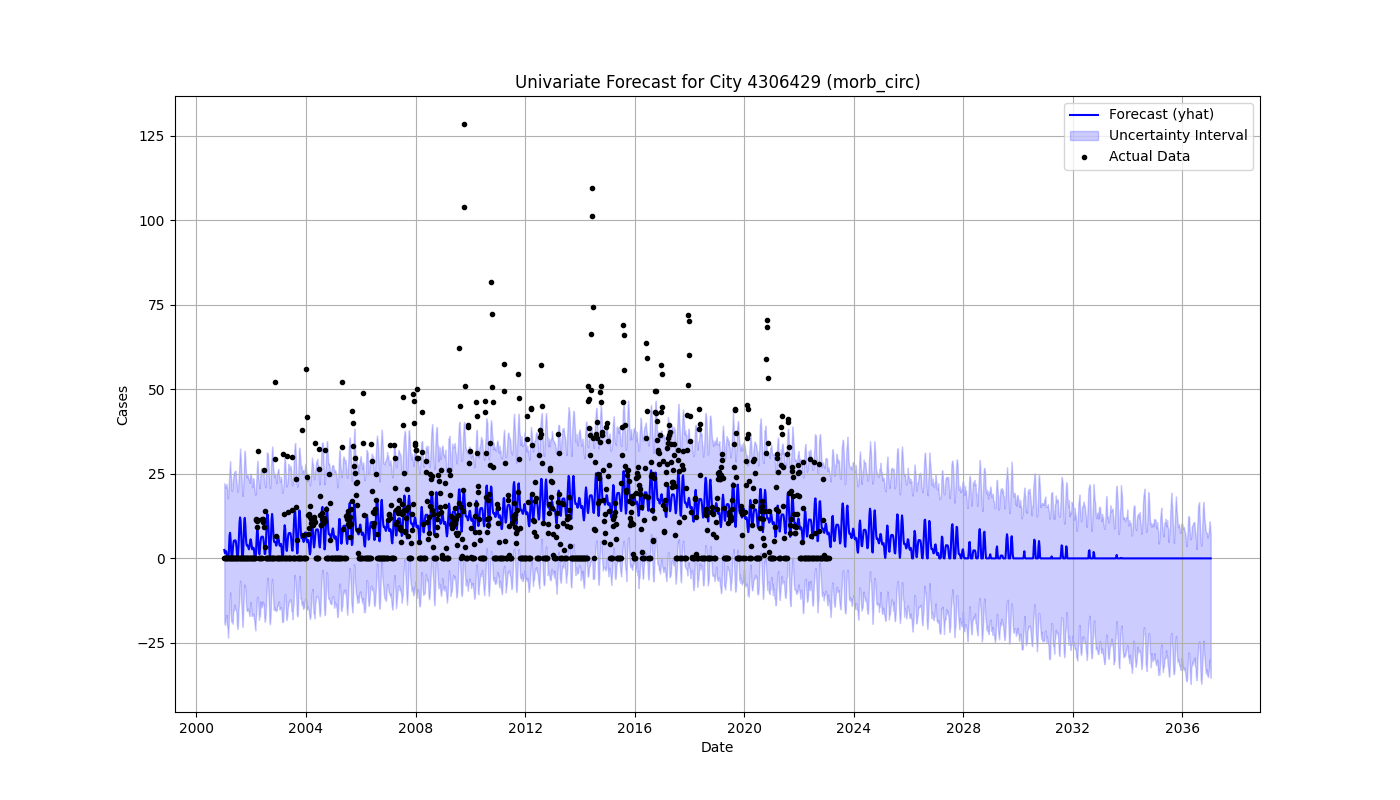 Univariate Forecast for City 4306429 (morb_circ)
Forecast (yhat)
Uncertainty Interval
Actual Data
Cases
125
100
75
50
25
0
−25
2000 2004 2008 2012 2016 2020 2024 2028 2032 2036
Date